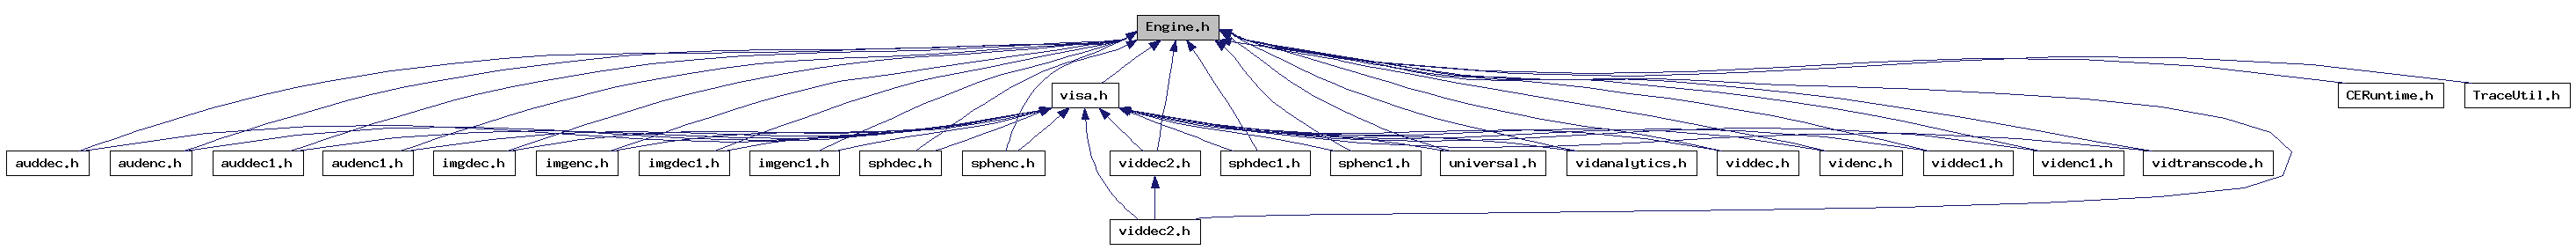 Engine.h
visa.h
CERuntime.h
TraceUtil.h
auddec.h
audenc.h
auddec1.h
audenc1.h
imgdec.h
imgenc.h
imgdec1.h
imgenc1.h
sphdec.h
sphenc.h
viddec2.h
sphdec1.h
sphenc1.h
universal.h
vidanalytics.h
viddec.h
videnc.h
viddec1.h
videnc1.h
vidtranscode.h
viddec2.h